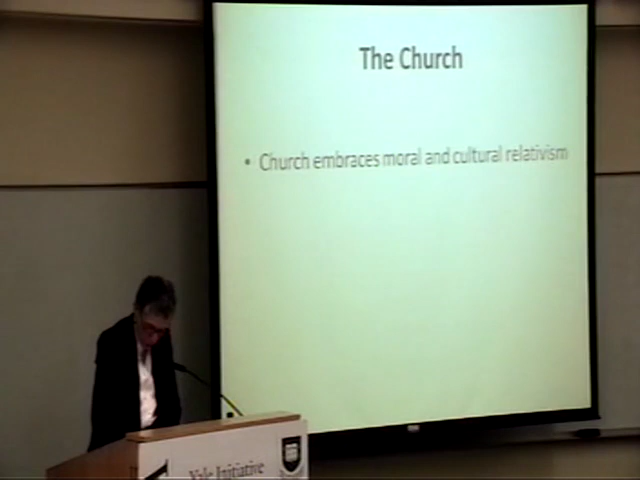 The Church
• Church embraces moral and cultural relativism
Yale Initiative